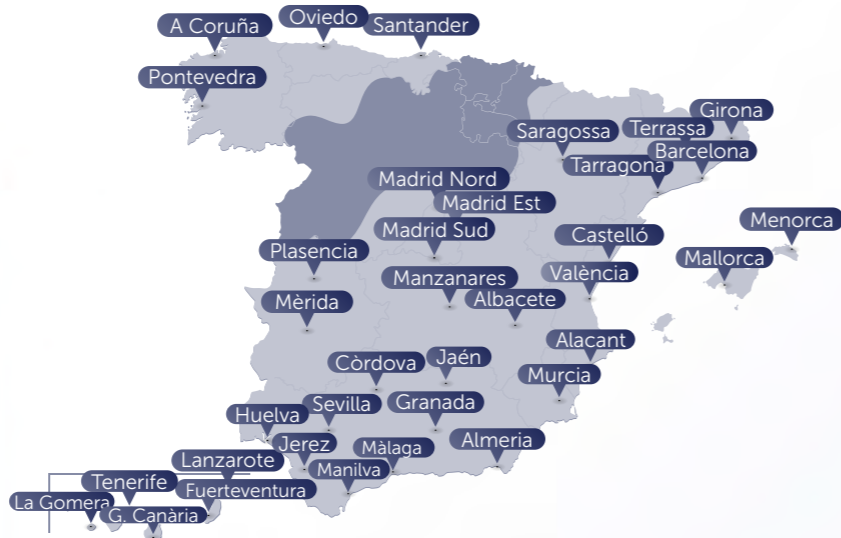 A Coruña
Oviedo
Santander
Pontevedra
Girona
Terrassa
Saragossa
Barcelona
Tarragona
Madrid Nord
Madrid Est
Madrid Sud
Castelló
Menorca
Plasencia
Mallorca
Manzanares
València
Mèrida
Albacete
Alacant
Còrdova
Jaén
Murcia
Huelva
Sevilla
Granada
Jerez
Màlaga
Almeria
Lanzarote
Manilva
Tenerife
Fuerteventura
La Gomera
G. Canària